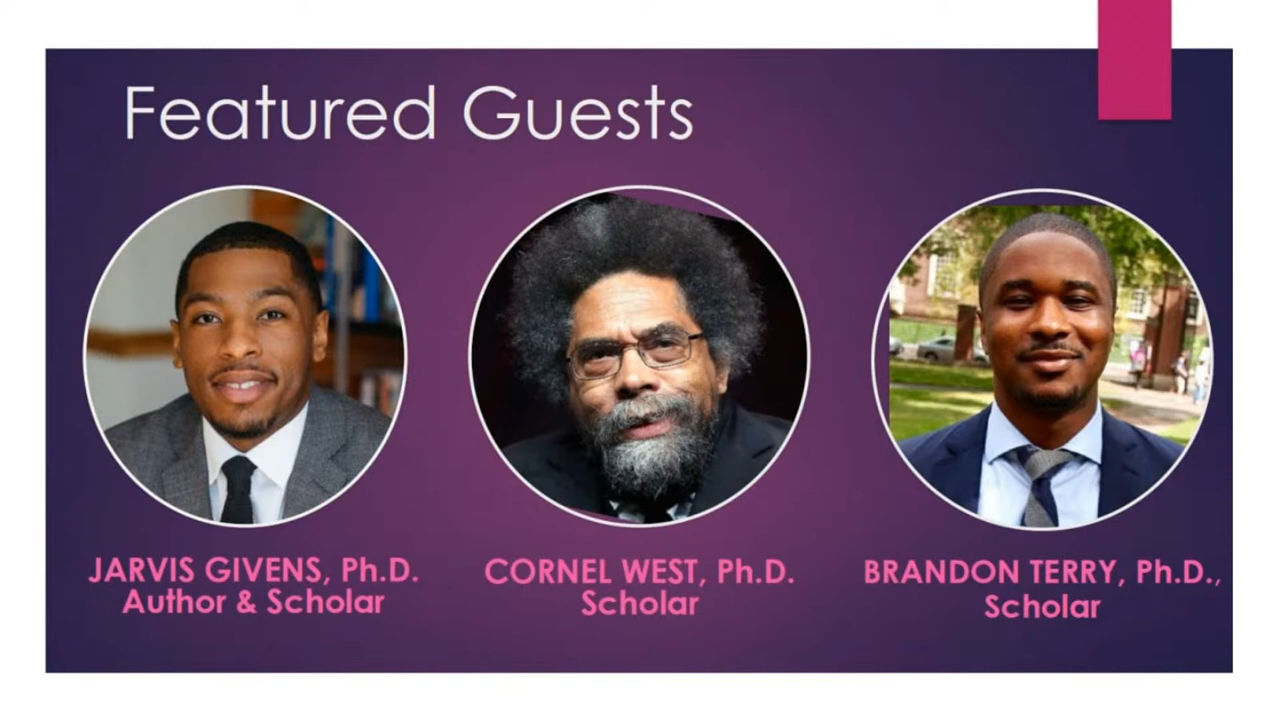 Featured Guests
JARVIS GIVENS, Ph.D.
Author & Scholar
CORNEL WEST, Ph.D.
Scholar
BRANDON TERRY, Ph.D.,
Scholar